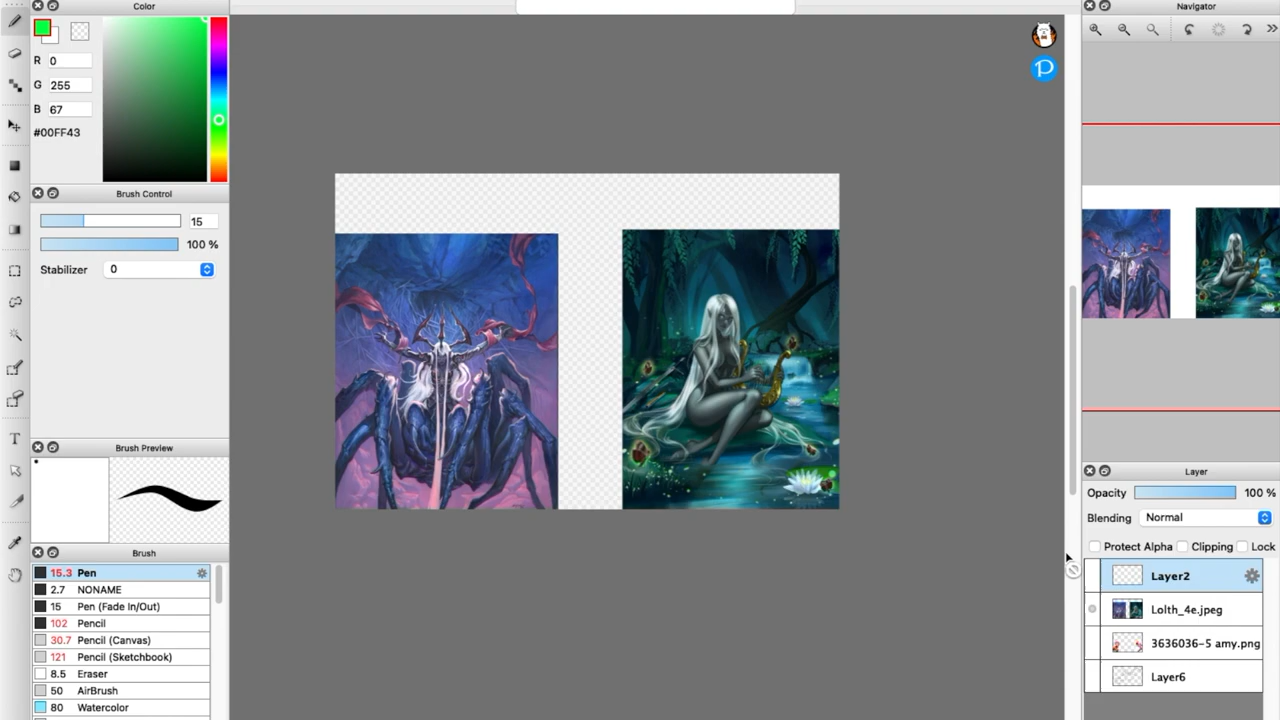 Color
R 0
G 255
B 67
#00FF43
Brush Control
15
100 %
Stabilizer 0
Brush Preview
Brush
15.3 Pen
2.7 NONAME
15 Pen (Fade In/Out)
102 Pencil
30.7 Pencil (Canvas)
121 Pencil (Sketchbook)
8.5 Eraser
50 AirBrush
80 Watercolor
T
P
Navigator
Layer
Opacity 100 %
Blending Normal
Protect Alpha Clipping Lock
Layer2
Lolth_4e.jpeg
3636036-5 amy.png
Layer6